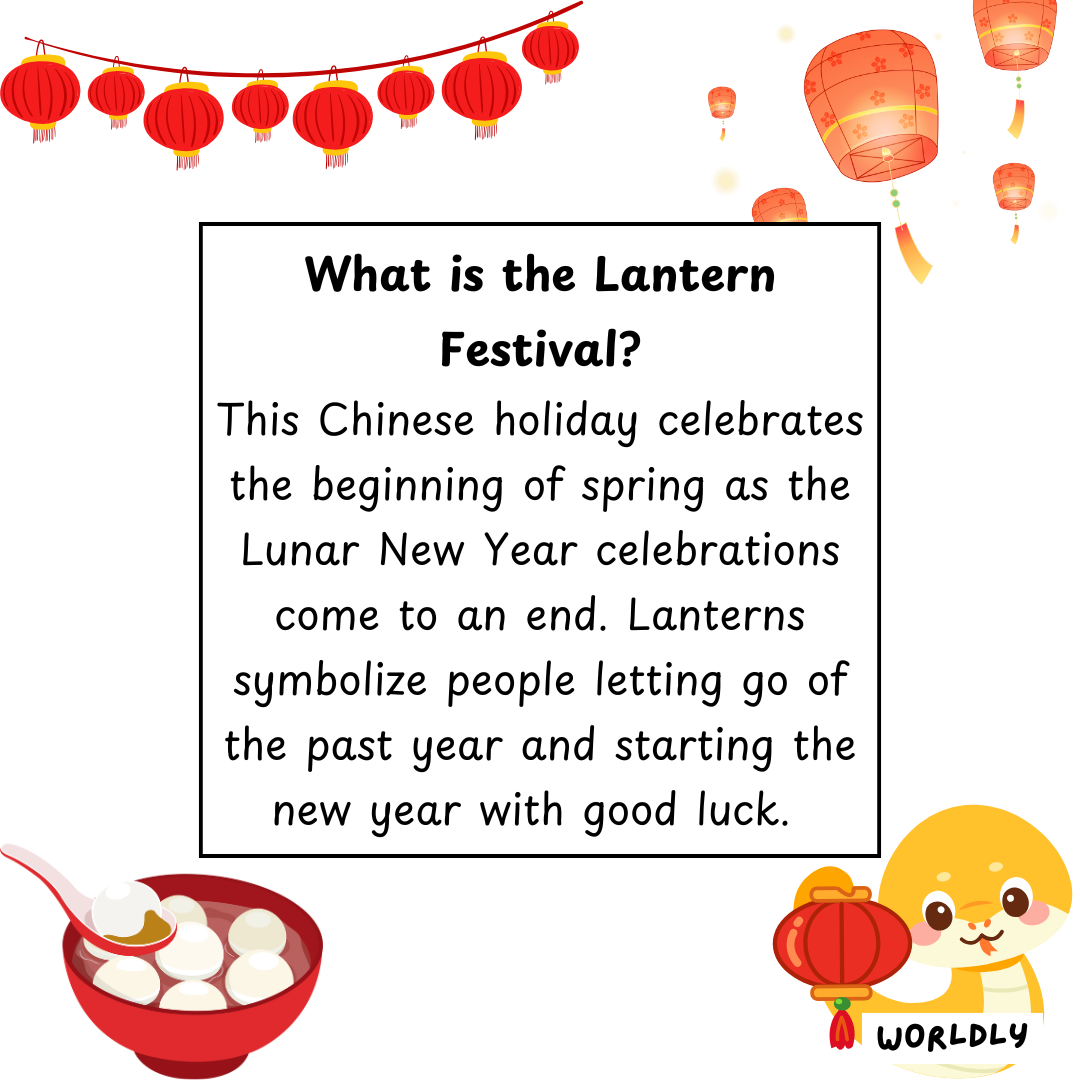 What is the Lantern
Festival?
This Chinese holiday celebrates
the beginning of spring as the
Lunar New Year celebrations
come to an end. Lanterns
symbolize people letting go of
the past year and starting the
new year with good luck.
WORLDLY